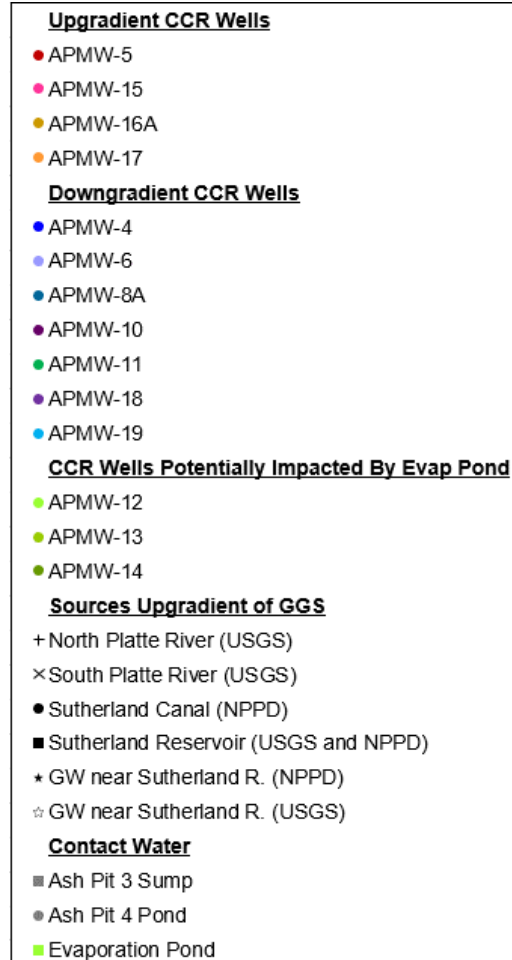 Upgradient CCR Wells
APMW-5
APMW-15
APMW-16A
APMW-17
Downgradient CCR Wells
APMW-4
APMW-6
APMW-8A
APMW-10
APMW-11
APMW-18
APMW-19
CCR Wells Potentially Impacted By Evap Pond
APMW-12
APMW-13
APMW-14
Sources Upgradient of GGS
North Platte River (USGS)
South Platte River (USGS)
Sutherland Canal (NPPD)
Sutherland Reservoir (USGS and NPPD)
GW near Sutherland R. (NPPD)
GW near Sutherland R. (USGS)
Contact Water
Ash Pit 3 Sump
Ash Pit 4 Pond
Evaporation Pond